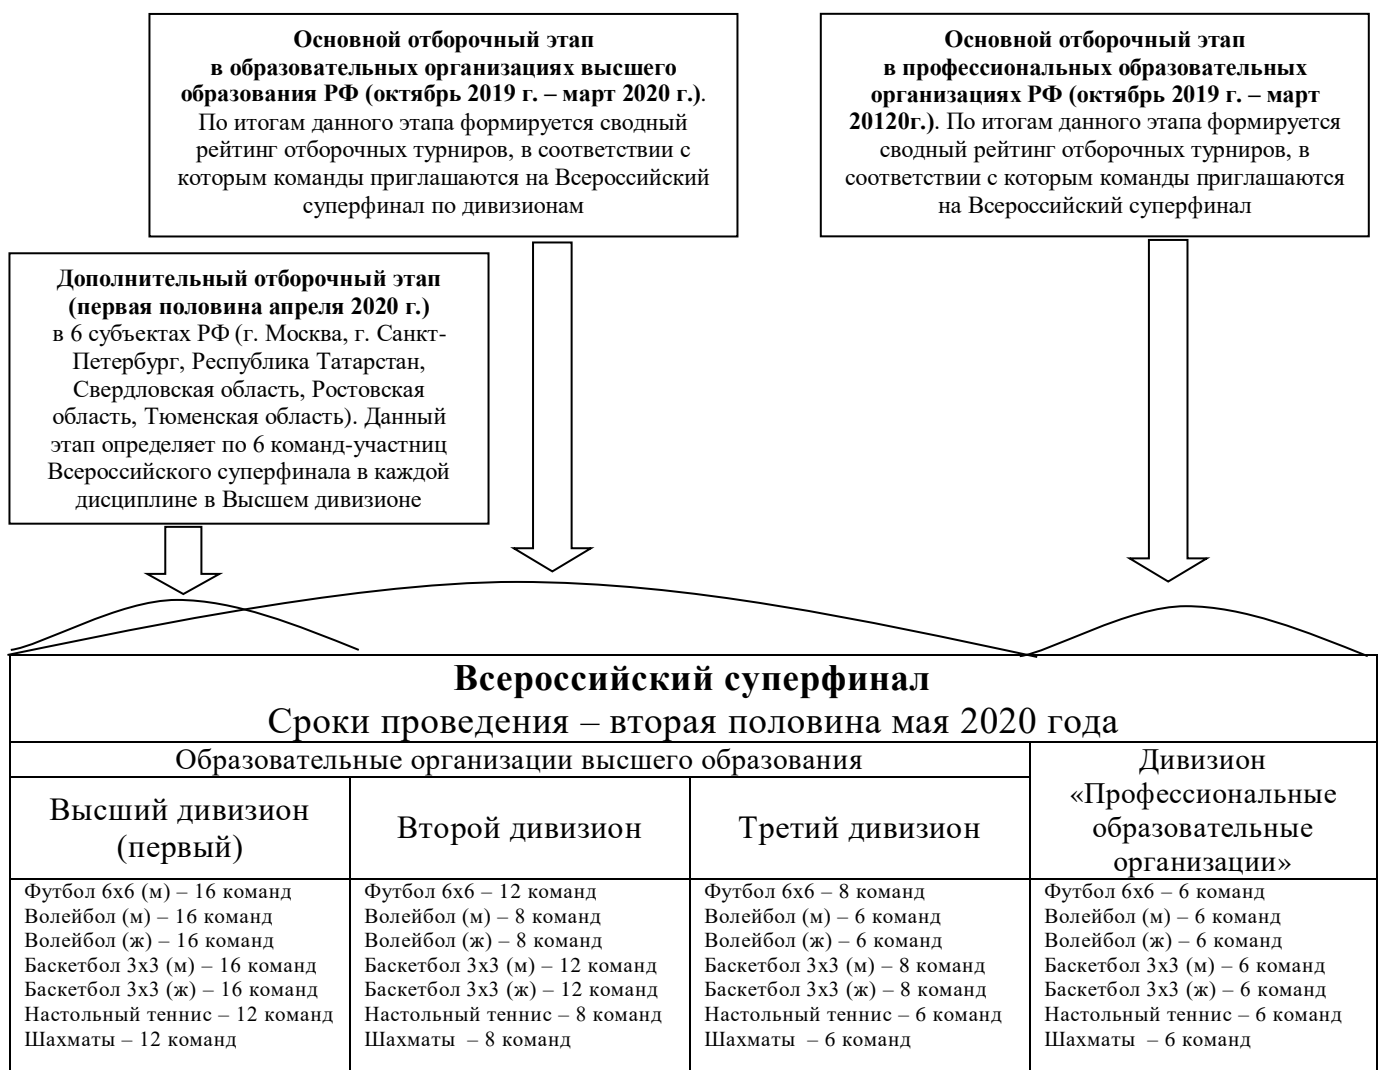 Основной отборочный этап
в образовательных организациях высшего
образования РФ (октябрь 2019 г. – март 2020 г.).
По итогам данного этапа формируется сводный
рейтинг отборочных турниров, в соответствии с
которым команды приглашаются на Всероссийский
суперфинал по дивизионам
Основной отборочный этап
в профессиональных образовательных
организациях РФ (октябрь 2019 г. – март
20120г.). По итогам данного этапа формируется
сводный рейтинг отборочных турниров, в
соответствии с которым команды приглашаются
на Всероссийский суперфинал
Дополнительный отборочный этап
(первая половина апреля 2020 г.)
в 6 субъектах РФ (г. Москва, г. Санкт-
Петербург, Республика Татарстан,
Свердловская область, Ростовская
область, Тюменская область). Данный
этап определяет по 6 команд-участниц
Всероссийского суперфинала в каждой
дисциплине в Высшем дивизионе
Всероссийский суперфинал
Сроки проведения – вторая половина мая 2020 года
Образовательные организации высшего образования
Высший дивизион
(первый)
Второй дивизион
Третий дивизион
Дивизион
«Профессиональные
образовательные
организации»
Футбол 6х6 (м) – 16 команд
Волейбол (м) – 16 команд
Волейбол (ж) – 16 команд
Баскетбол 3х3 (м) – 16 команд
Баскетбол 3х3 (ж) – 16 команд
Настольный теннис – 12 команд
Шахматы – 12 команд
Футбол 6х6 – 12 команд
Волейбол (м) – 8 команд
Волейбол (ж) – 8 команд
Баскетбол 3х3 (м) – 12 команд
Баскетбол 3х3 (ж) – 12 команд
Настольный теннис – 8 команд
Шахматы – 8 команд
Футбол 6х6 – 8 команд
Волейбол (м) – 6 команд
Волейбол (ж) – 6 команд
Баскетбол 3х3 (м) – 8 команд
Баскетбол 3х3 (ж) – 8 команд
Настольный теннис – 6 команд
Шахматы – 6 команд
Футбол 6х6 – 6 команд
Волейбол (м) – 6 команд
Волейбол (ж) – 6 команд
Баскетбол 3х3 (м) – 6 команд
Баскетбол 3х3 (ж) – 6 команд
Настольный теннис – 6 команд
Шахматы – 6 команд